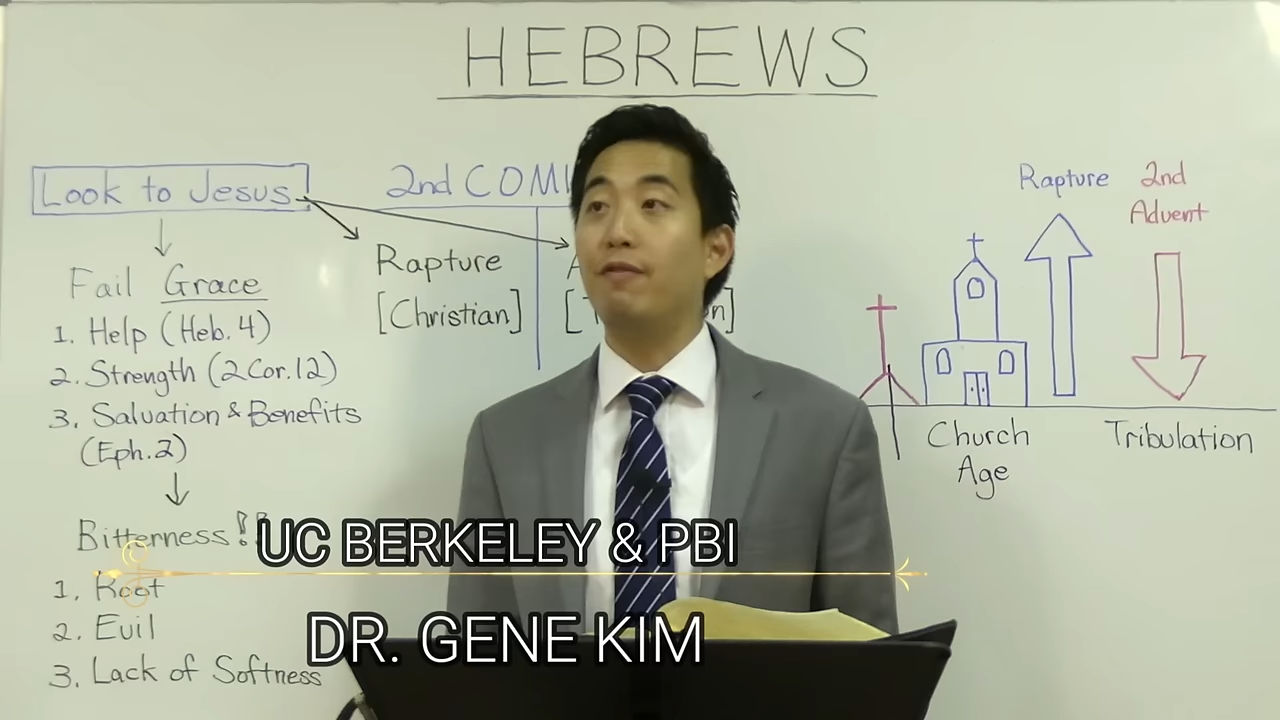 HEBREWS
Look to Jesus
Fail Grace
1. Help (Heb. 4)
2. Strength (2 Cor. 12)
3. Salvation & Benefits
(Eph. 2)
Bitterness!!
1. Root
2. Evil
3. Lack of Softness
2nd COMI
Rapture
[Christian]
Rapture
2nd
Advent
Church
Age
Tribulation
UC BERKELEY & PBI
DR. GENE KIM